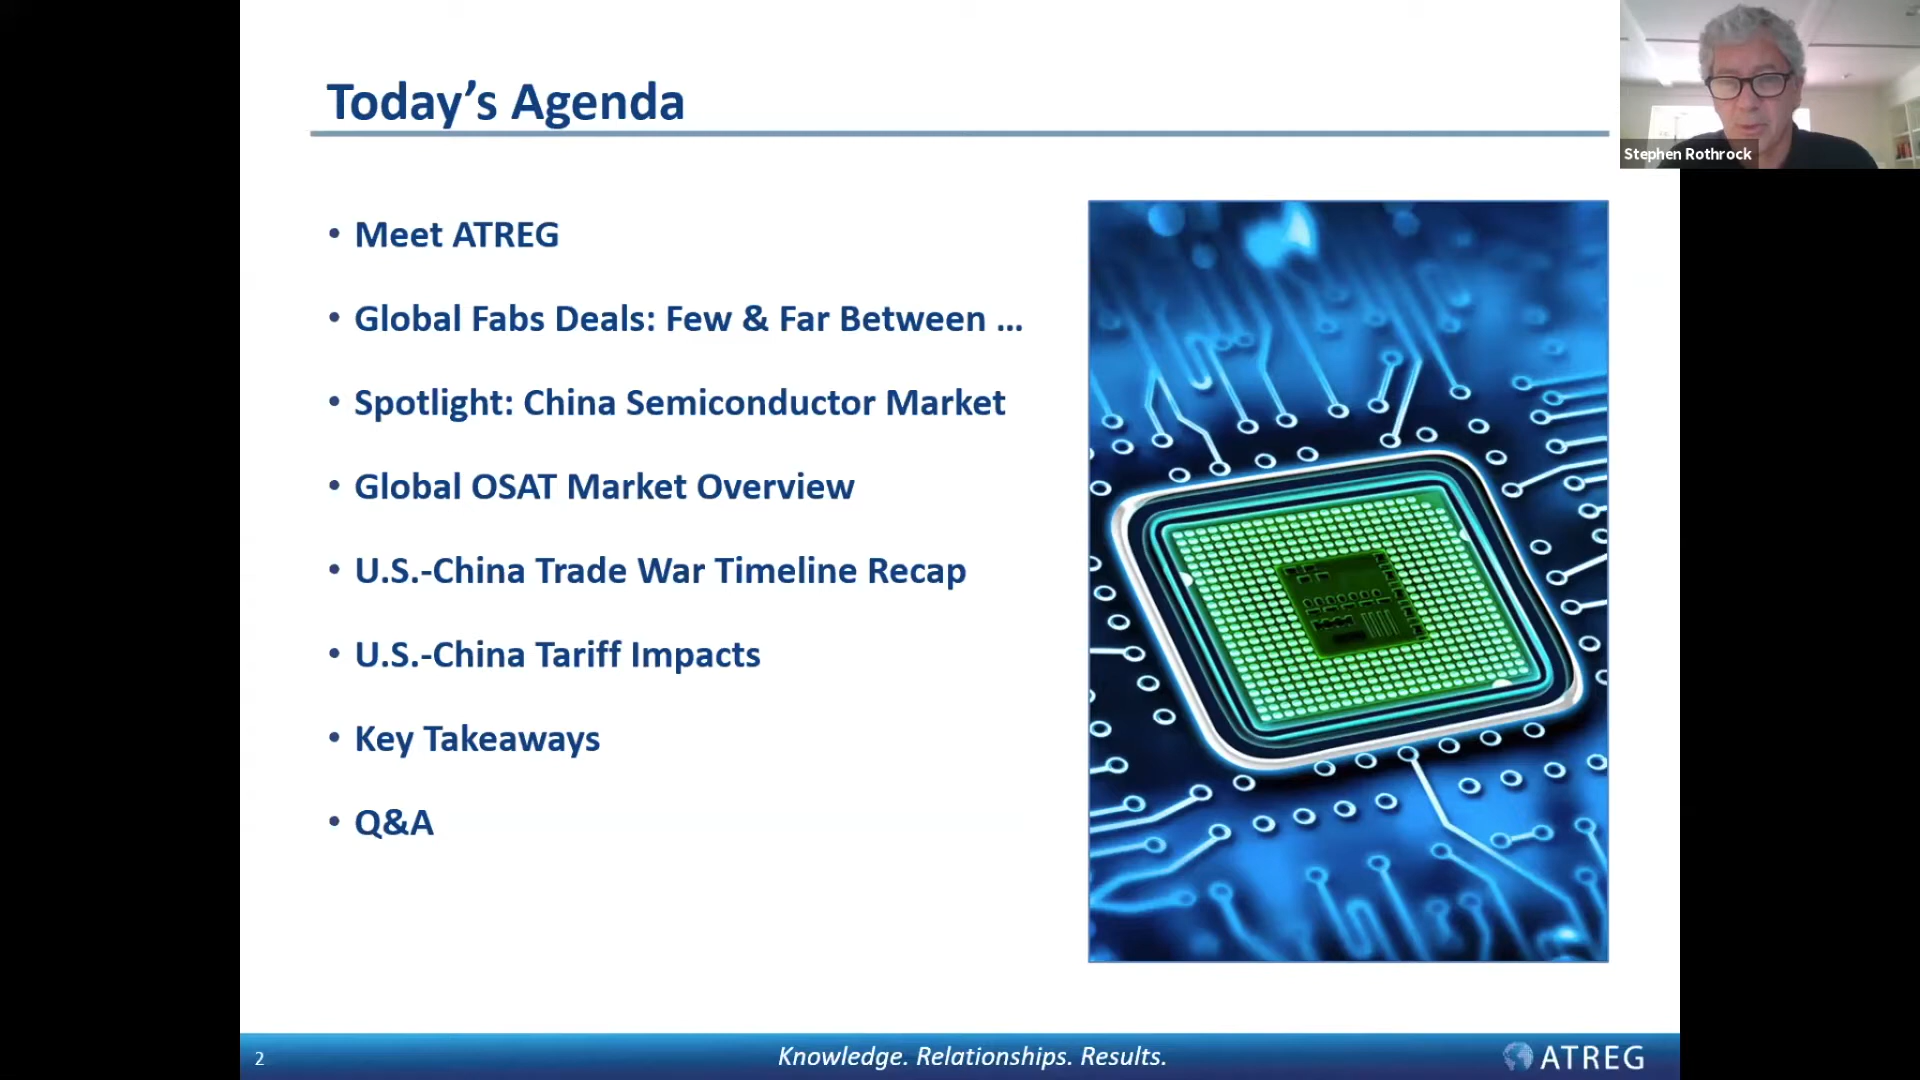 Today’s Agenda
Stephen Rothrock
• Meet ATREG
• Global Fabs Deals: Few & Far Between ...
• Spotlight: China Semiconductor Market
• Global OSAT Market Overview
• U.S.-China Trade War Timeline Recap
• U.S.-China Tariff Impacts
• Key Takeaways
• Q&A
2
Knowledge. Relationships. Results.
ATREG